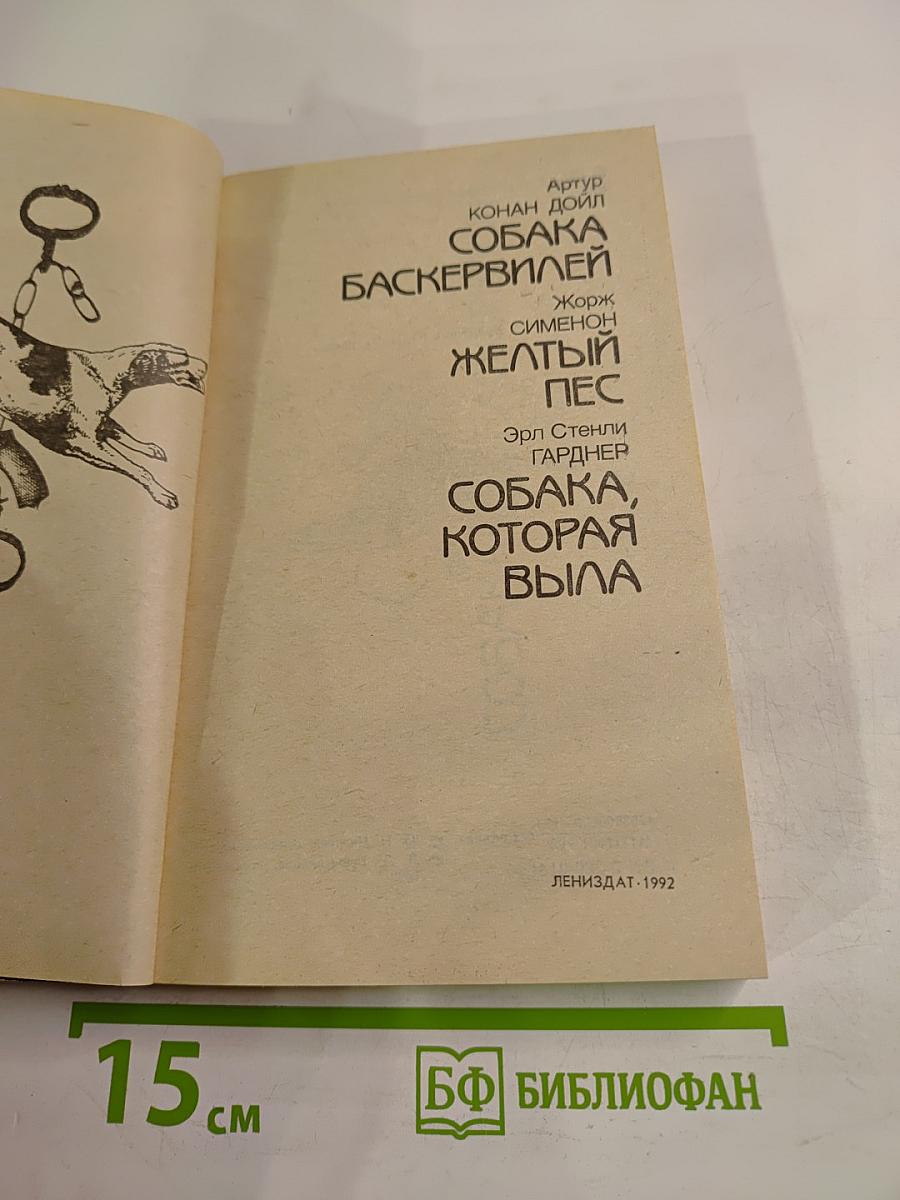 Артур
КОНАН ДОЙЛ
СОБАКА
БАСКЕРВИЛЕЙ
Жорж
СИМЕНОН
ЖЕЛТЫЙ
ПЕС
Эрл Стенли
ГАРДНЕР
СОБАКА,
КОТОРАЯ
ВЫЛА
ЛЕНИЗДАТ·1992
15 см
БФ БИБЛИОФАН